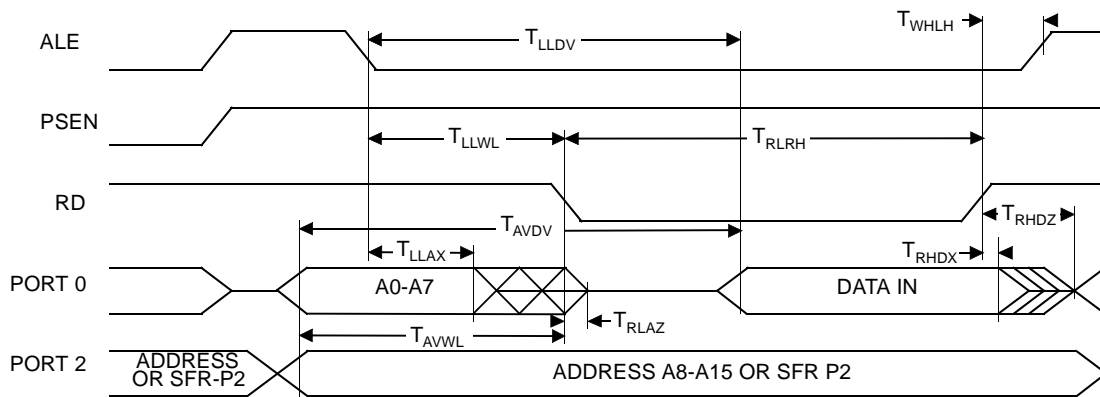 ALE
T_LLDV
T_WHLH
PSEN
T_LLWL
T_RLRH
RD
T_AVDV
T_RHDZ
T_LLAX
T_RHDX
PORT 0
A0-A7
DATA IN
T_AVWL
T_RLAZ
PORT 2
ADDRESS
OR SFR-P2
ADDRESS A8-A15 OR SFR P2